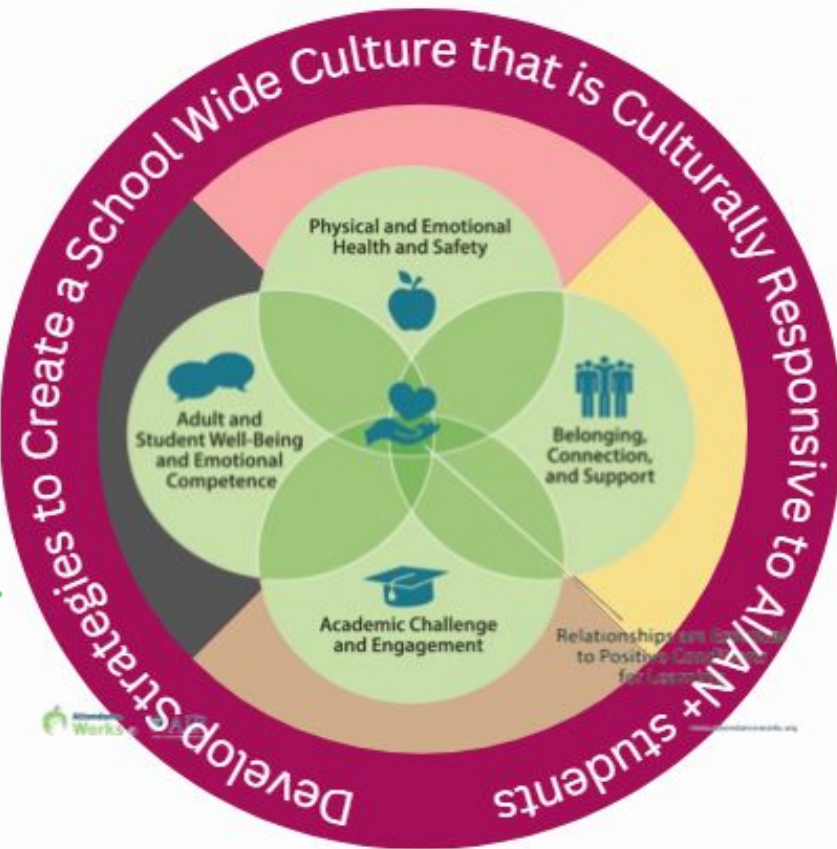 Develop Strategies to Create a School Wide Culture that is Culturally Responsive to AI/AN+ students
Physical and Emotional
Health and Safety
Adult and
Student Well-Being
and Emotional
Competence
Belonging,
Connection,
and Support
Academic Challenge
and Engagement
Relationships are
to Positive
for
Attendance
Works